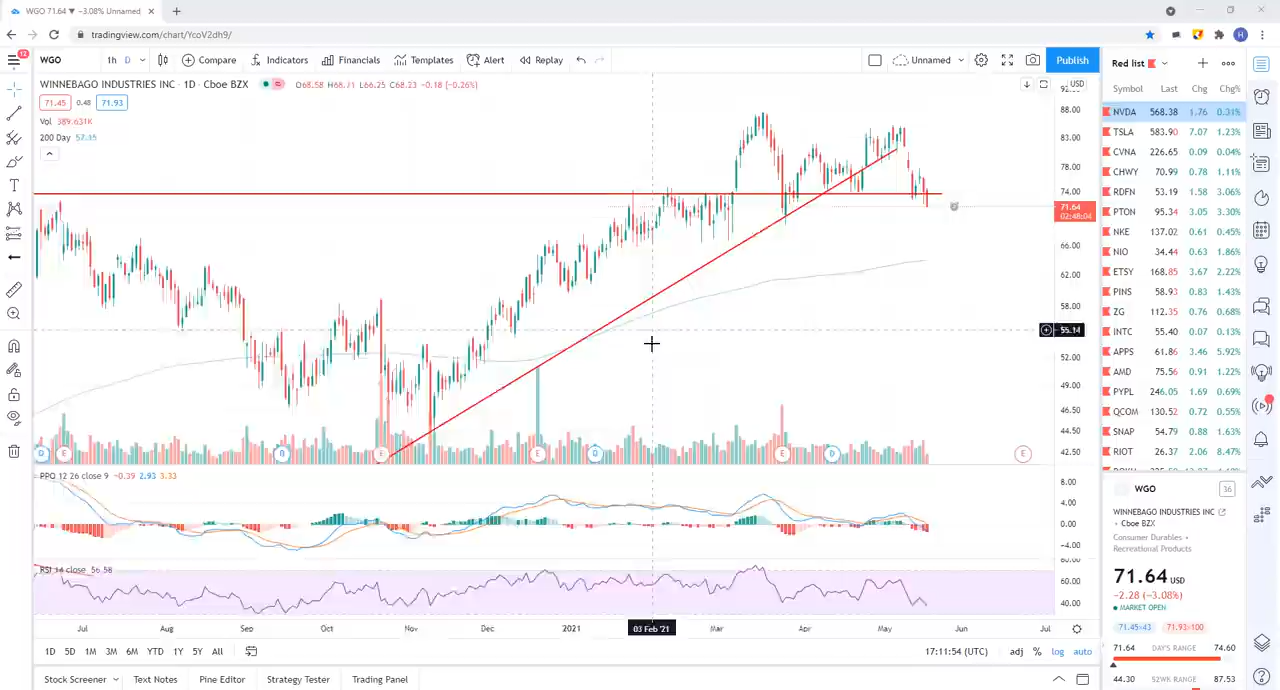 WGO 71.64 ▼ −3.08% Unnamed
tradingview.com/chart/YcoV2dh9/
H
12
WGO 1h D Compare Indicators Financials Templates Alert Replay Unnamed Publish
Red list
WINNEBAGO INDUSTRIES INC · 1D · Cboe BZX O68.58 H68.71 L66.25 C68.23 −0.18 (−0.26%)
USD
Symbol Last Chg Chg%
71.45 0.48 71.93
Vol 389.631K
200 Day
88.00
83.00
78.00
74.00
71.64
02:48:04
66.00
62.00
58.00
55.14
52.00
49.00
46.50
44.50
42.50
NVDA 568.38 1.76 0.31%
TSLA 583.90 7.07 1.23%
CVNA 226.65 0.09 0.04%
CHWY 70.99 0.78 1.11%
RDFN 53.19 1.58 3.06%
PTON 95.34 3.05 3.30%
NKE 137.02 0.61 0.45%
NIO 34.44 0.63 1.86%
ETSY 168.85 3.67 2.22%
PINS 58.93 0.83 1.43%
ZG 112.35 0.76 0.68%
INTC 55.40 0.07 0.13%
APPS 61.86 3.46 5.92%
AMD 75.56 0.91 1.22%
PYPL 246.05 1.69 0.69%
QCOM 130.52 0.72 0.55%
SNAP 54.79 0.88 1.63%
RIOT 26.37 2.06 8.47%
D E D E E D E D E
PPO 12 26 close 9 −0.39 2.93 3.33
8.00
4.00
0.00
−4.00
RSI 14 close 56.58
60.00
40.00
Jul Aug Sep Oct Nov Dec 2021 03 Feb '21 Mar Apr May Jun Jul
1D 5D 1M 3M 6M YTD 1Y 5Y All
17:11:54 (UTC) adj % log auto
Stock Screener Text Notes Pine Editor Strategy Tester Trading Panel
WGO 36
WINNEBAGO INDUSTRIES INC
• Cboe BZX
Consumer Durables •
Recreational Products
71.64 USD
−2.28 (−3.08%)
MARKET OPEN
71.45×43 71.93×100
71.64 DAY'S RANGE 74.60
44.30 52WK RANGE 87.53